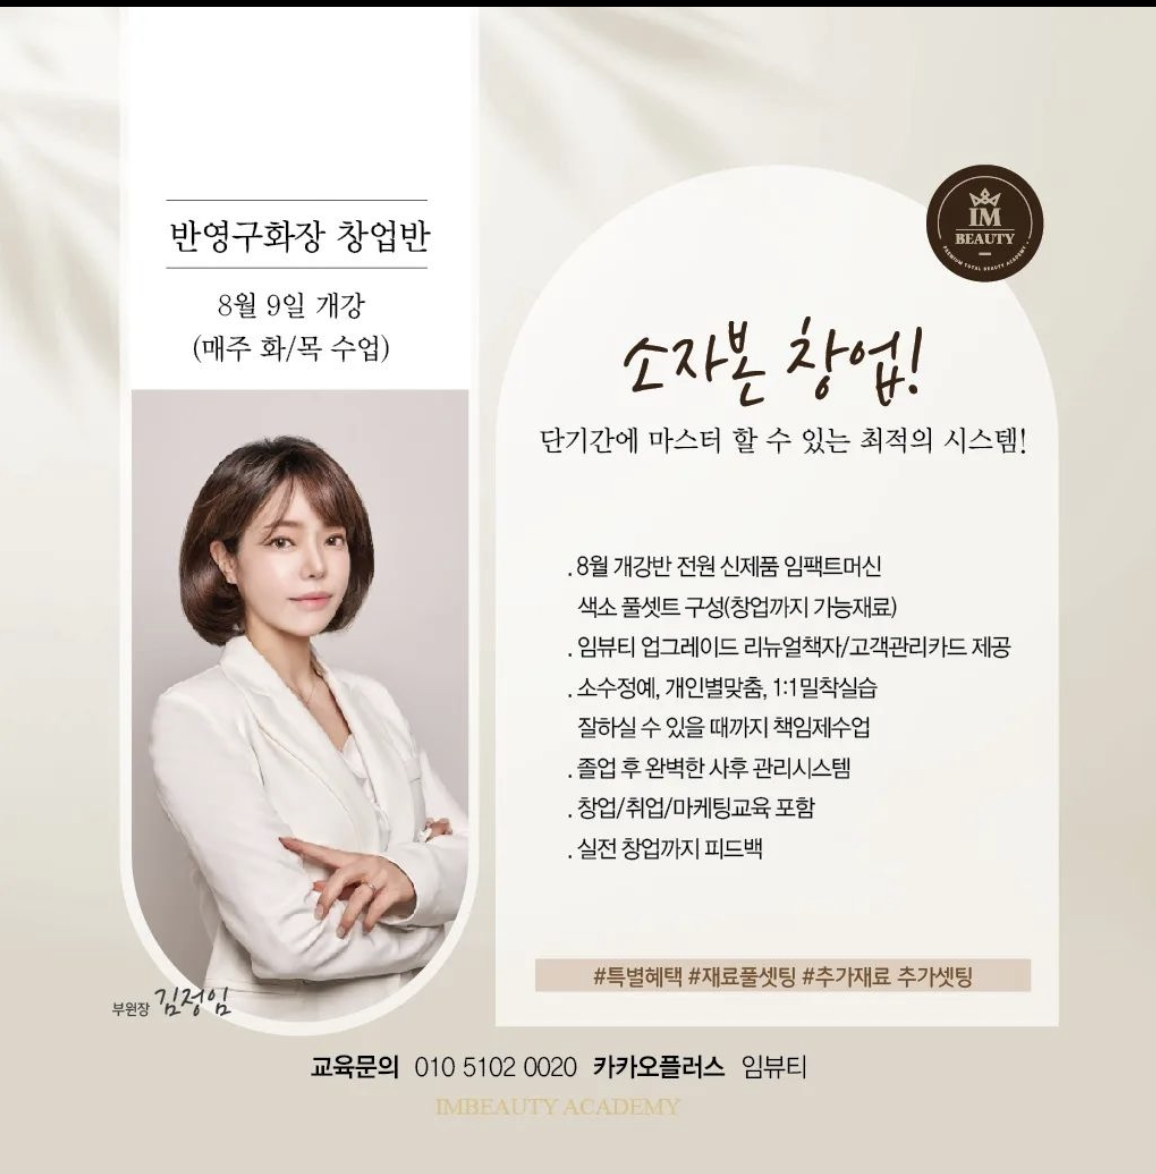 반영구화장 창업반
8월 9일 개강
(매주 화/목 수업)
부원장 김정임
IM
BEAUTY
PREMIUM TOTAL BEAUTY ACADEMY
소자본 창업!
단기간에 마스터 할 수 있는 최적의 시스템!
. 8월 개강반 전원 신제품 임팩트머신
색소 풀셋트 구성(창업까지 가능재료)
. 임뷰티 업그레이드 리뉴얼책자/고객관리카드 제공
. 소수정예, 개인별맞춤, 1:1밀착실습
잘하실 수 있을 때까지 책임제수업
. 졸업 후 완벽한 사후 관리시스템
. 창업/취업/마케팅교육 포함
. 실전 창업까지 피드백
#특별혜택 #재료풀셋팅 #추가재료 추가셋팅
교육문의 010 5102 0020 카카오플러스 임뷰티
IMBEAUTY ACADEMY